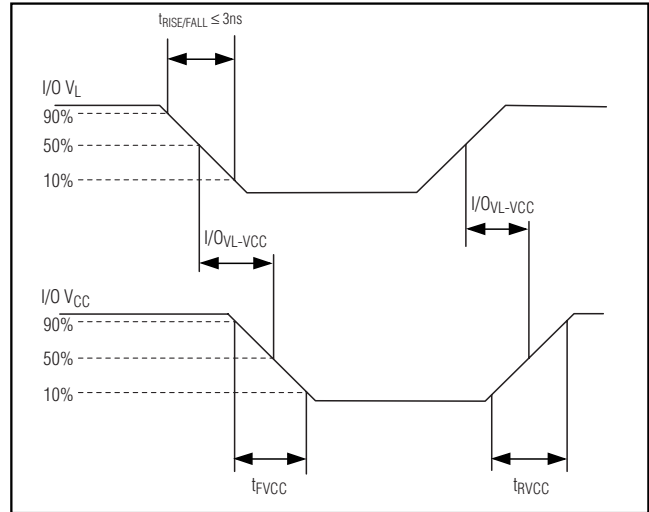 tRISE/FALL ≤ 3ns
I/O VL
90%
50%
10%
I/OVL-VCC
I/OVL-VCC
I/O VCC
90%
50%
10%
tFVCC
tRVCC